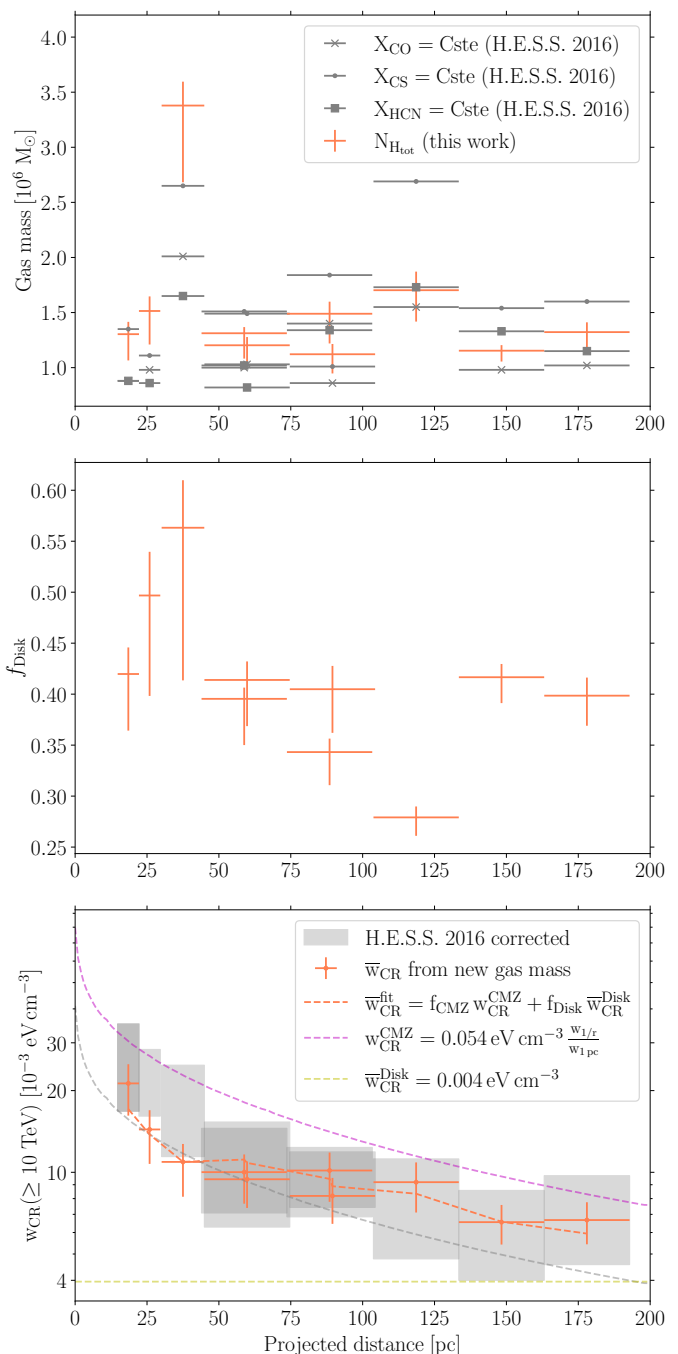 4.0
3.5
3.0
2.5
2.0
1.5
1.0
Gas mass [10⁶ M⊙]
X_CO = Cste (H.E.S.S. 2016)
X_CS = Cste (H.E.S.S. 2016)
X_HCN = Cste (H.E.S.S. 2016)
N_H_tot (this work)
0 25 50 75 100 125 150 175 200
0.60
0.55
0.50
0.45
0.40
0.35
0.30
0.25
f_Disk
0 25 50 75 100 125 150 175 200
30
20
10
4
w_CR(≥ 10 TeV) [10⁻³ eV cm⁻³]
H.E.S.S. 2016 corrected
w̅_CR from new gas mass
w̅_CR^fit = f_CMZ w_CR^CMZ + f_Disk w̅_CR^Disk
w_CR^CMZ = 0.054 eV cm⁻³ w_1/r / w_1 pc
w̅_CR^Disk = 0.004 eV cm⁻³
0 25 50 75 100 125 150 175 200
Projected distance [pc]